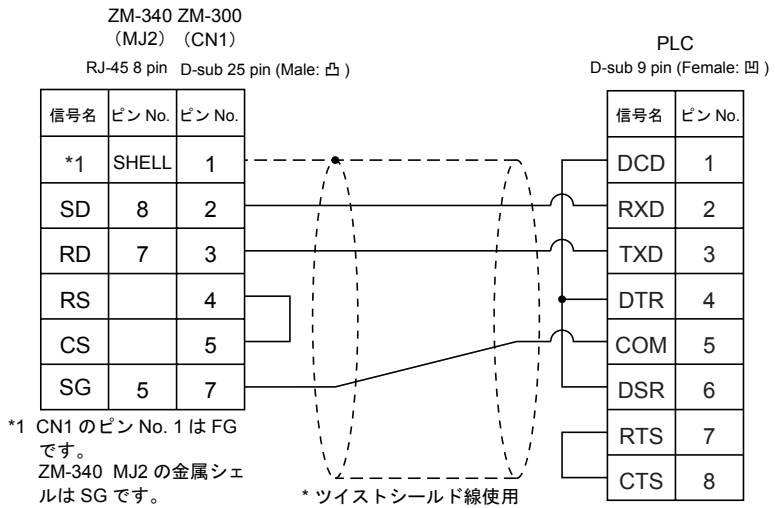 ZM-340 ZM-300
（MJ2）（CN1）
RJ-45 8 pin D-sub 25 pin (Male: 凸 )
信号名 ピン No. ピン No.
*1 SHELL 1
SD 8 2
RD 7 3
RS 4
CS 5
SG 5 7
*1 CN1 のピン No. 1 は FG
です。
ZM-340 MJ2 の金属シェ
ルは SG です。
* ツイストシールド線使用
PLC
D-sub 9 pin (Female: 凹 )
信号名 ピン No.
DCD 1
RXD 2
TXD 3
DTR 4
COM 5
DSR 6
RTS 7
CTS 8